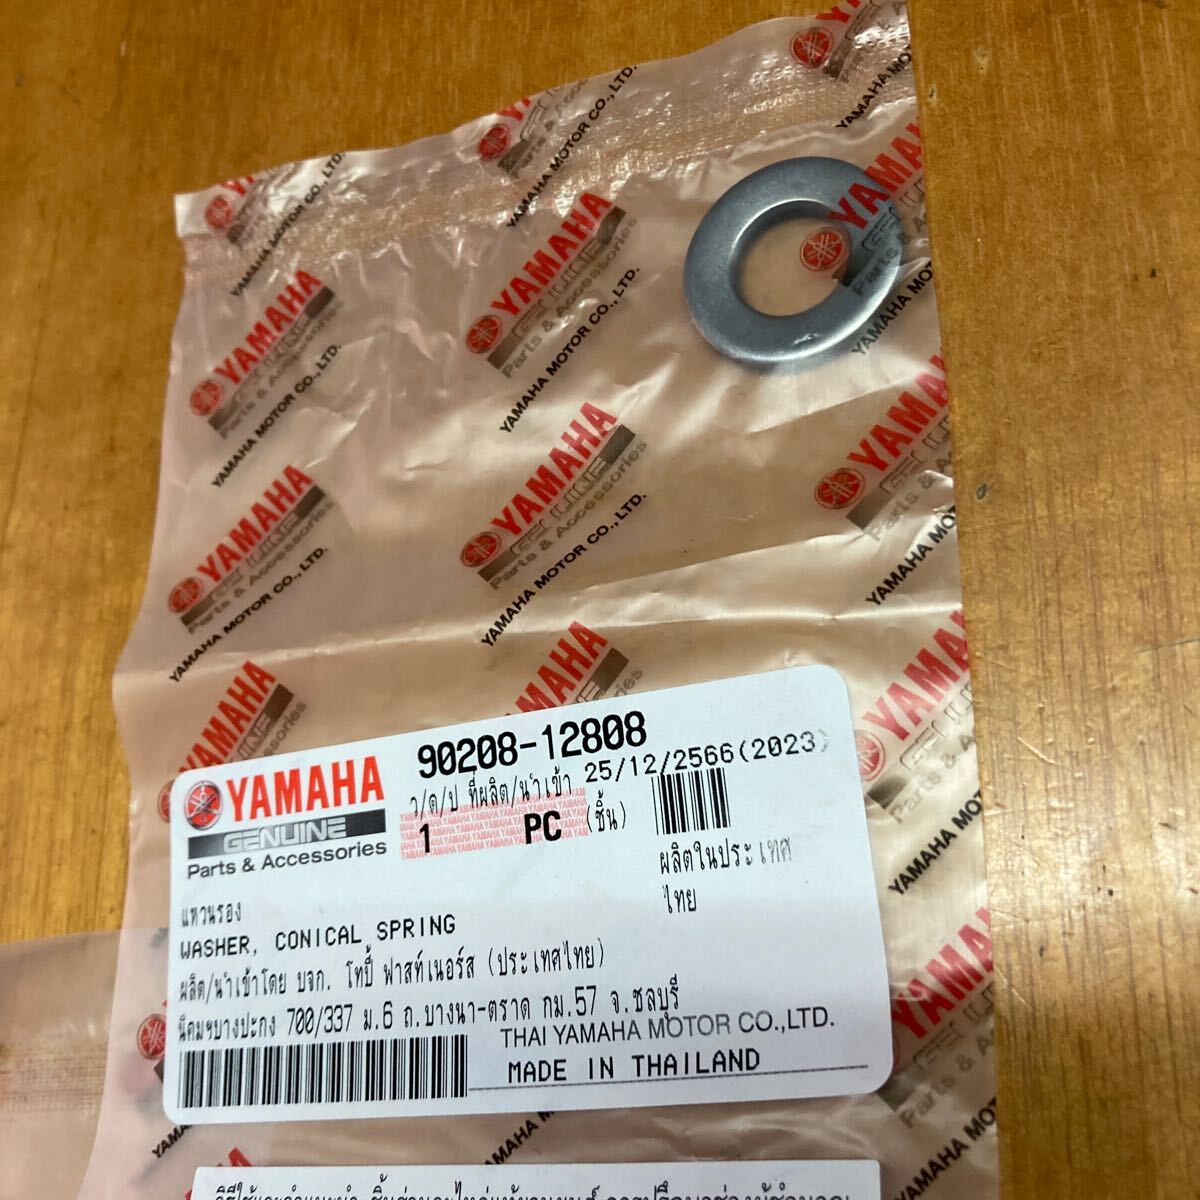 YAMAHA
GENUINE
Parts & Accessories
YAMAHA MOTOR CO.,LTD.
YAMAHA
GENUINE
Parts & Accessories
90208-12808
ว/ด/ป ที่ผลิต/นำเข้า 25/12/2566(2023)
1 PC (ชิ้น)
ผลิตในประเทศ
ไทย
แหวนรอง
WASHER, CONICAL SPRING
ผลิต/นำเข้าโดย บจก. โทปี้ ฟาสท์เนอร์ส (ประเทศไทย)
นิคมฯบางปะกง 700/337 ม.6 ถ.บางนา-ตราด กม.57 จ.ชลบุรี
THAI YAMAHA MOTOR CO.,LTD.
MADE IN THAILAND